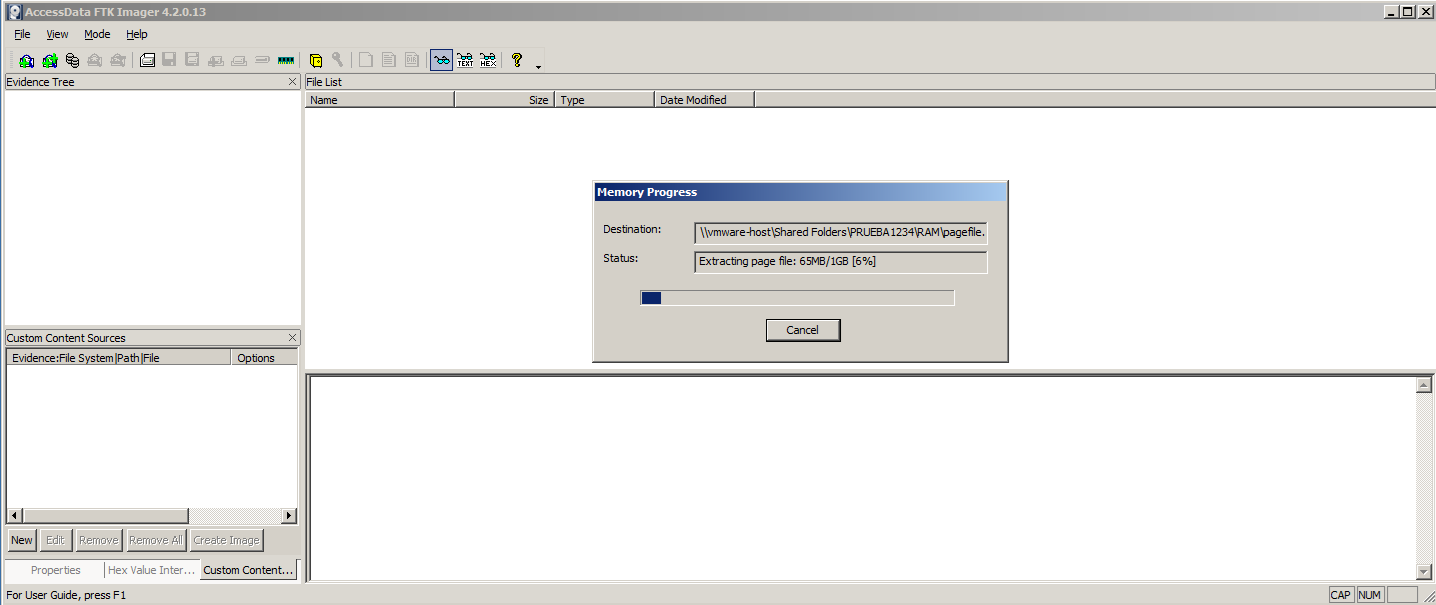 AccessData FTK Imager 4.2.0.13
File View Mode Help
TEXT HEX
Evidence Tree
File List
Name Size Type Date Modified
Memory Progress
Destination: \\vmware-host\Shared Folders\PRUEBA1234\RAM\pagefile.
Status: Extracting page file: 65MB/1GB [6%]
Cancel
Custom Content Sources
Evidence:File System|Path|File Options
New Edit Remove Remove All Create Image
Properties Hex Value Inter... Custom Content...
For User Guide, press F1
CAP NUM